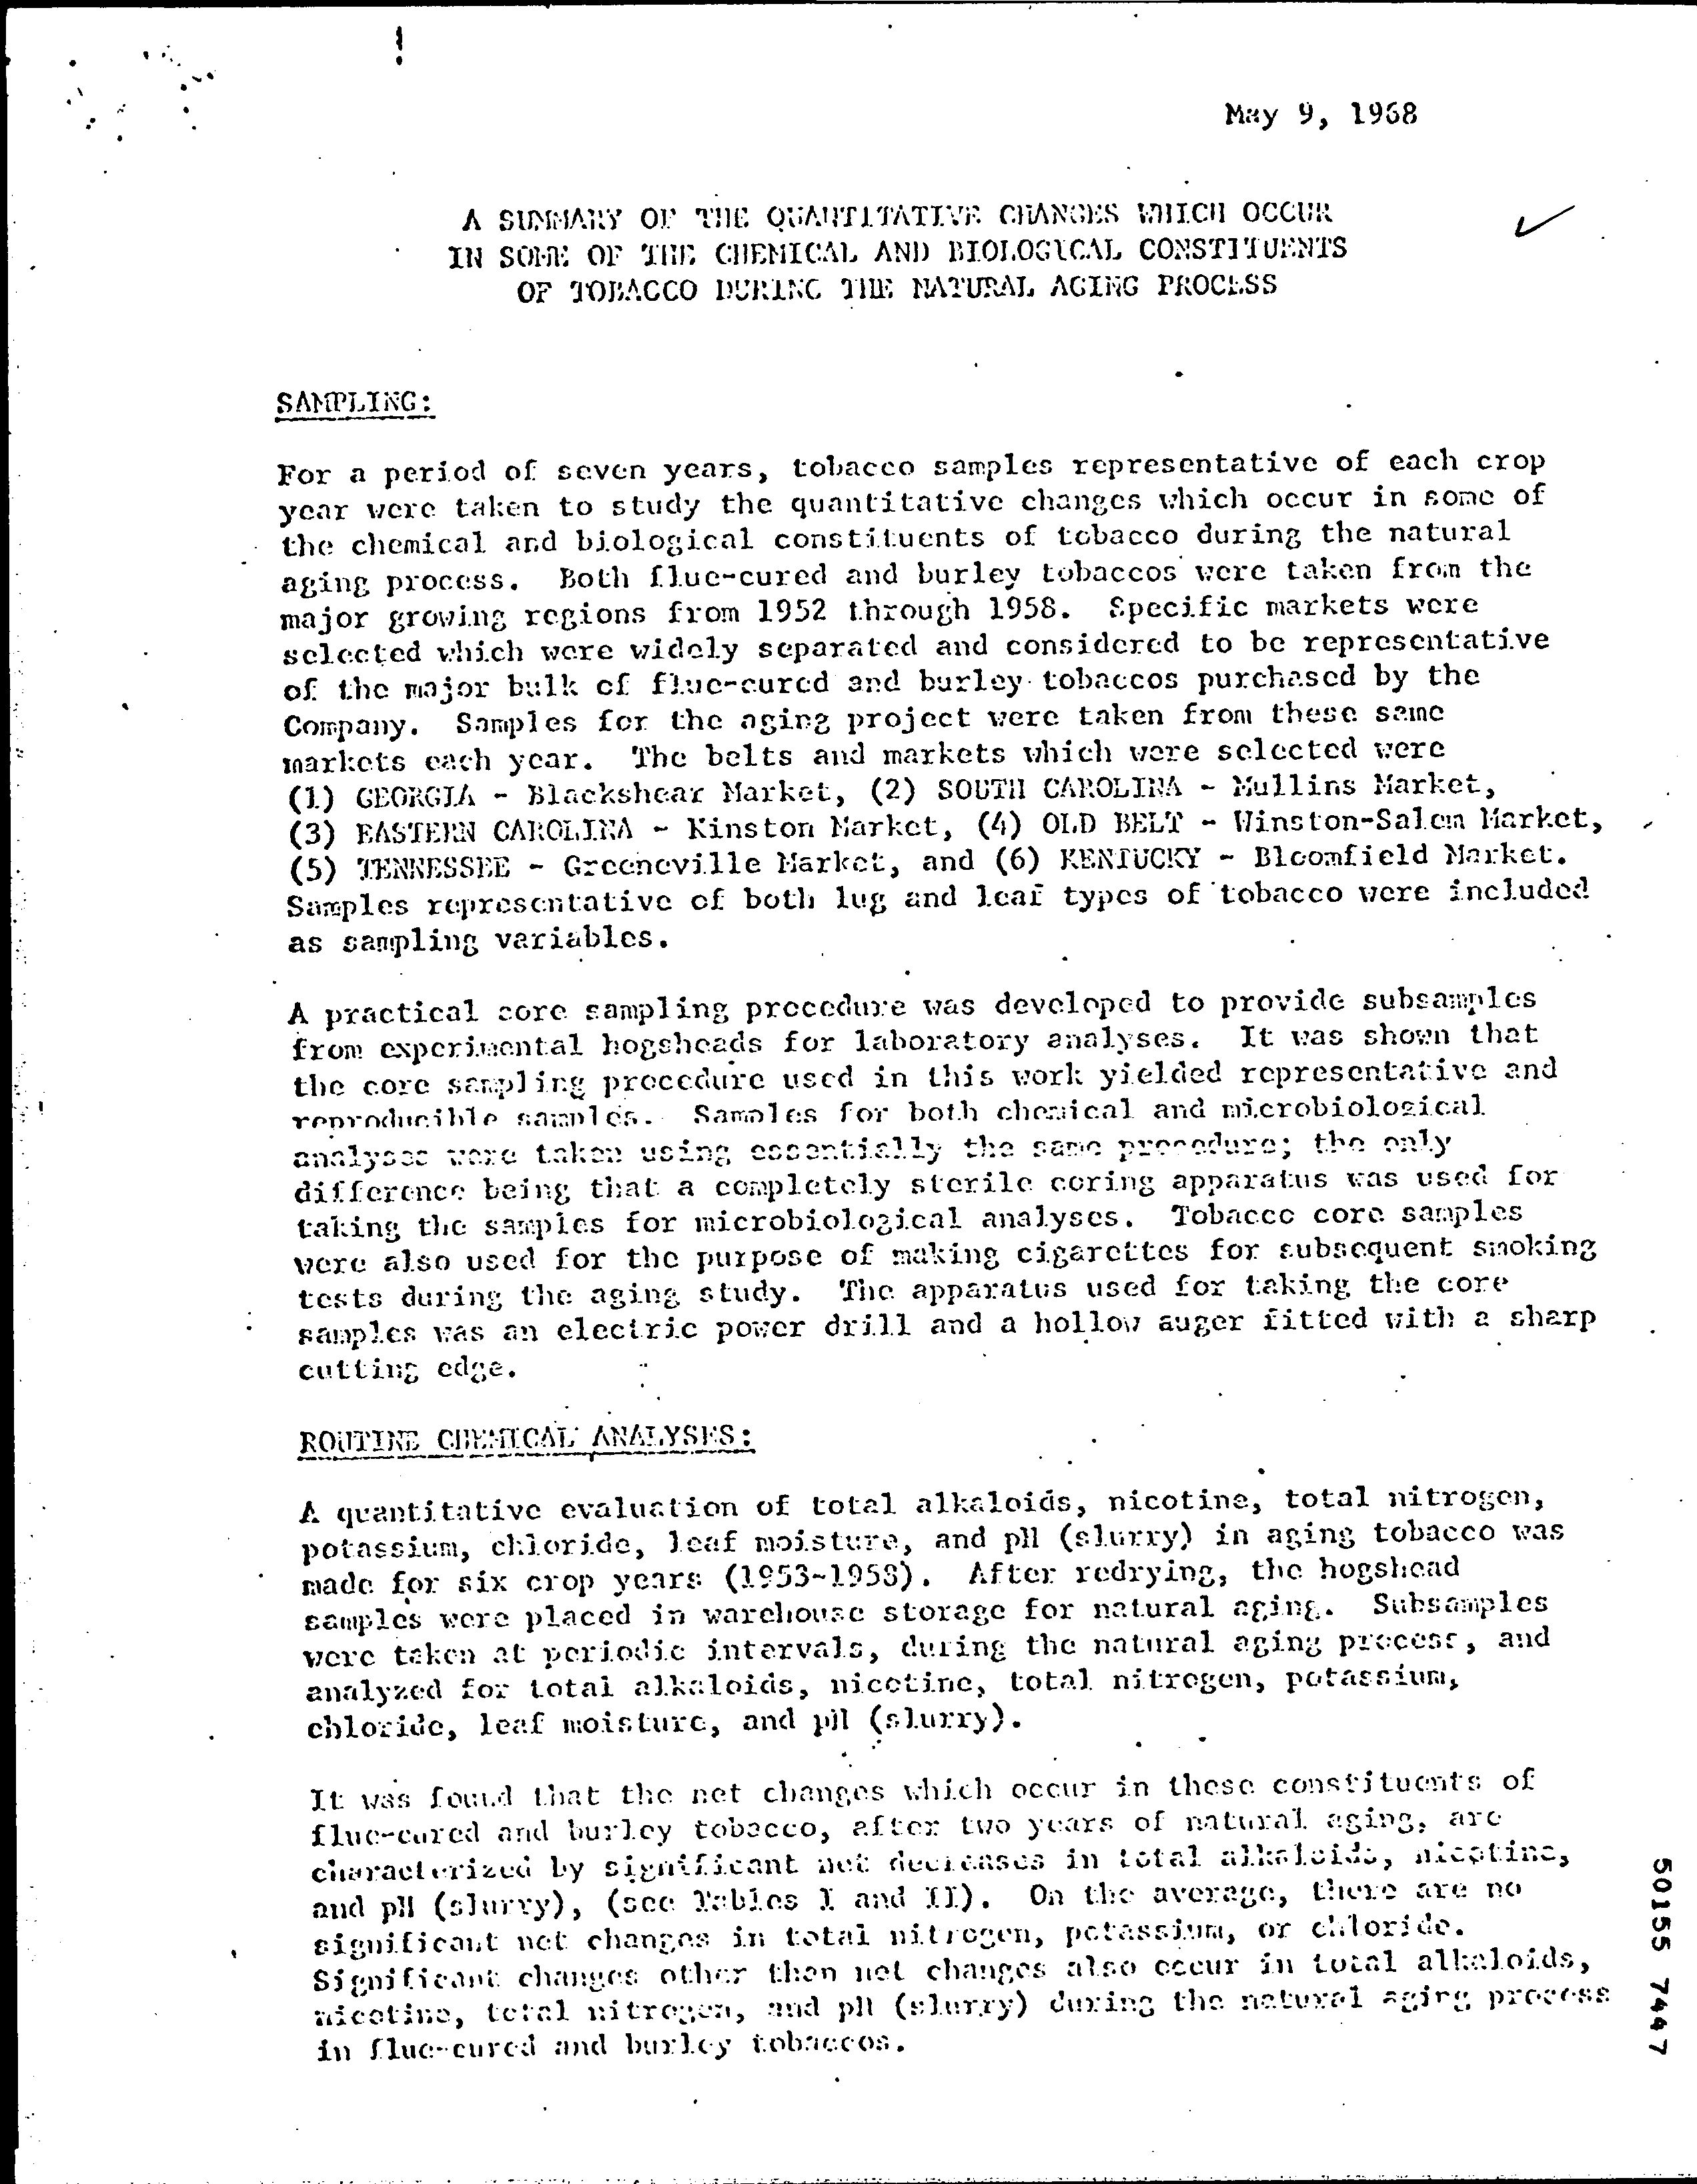 May 9, 1968
A SUMMARY OF THE QUANTITATIVE CHANGES WHICH OCCUR
IN SOME OF THE CHEMICAL AND BIOLOGICAL CONSTITUENTS
OF TOBACCO DURING THE NATURAL AGING PROCESS
SAMPLING:
For a period of seven years, tobacco samples representative of each crop
year were taken to study the quantitative changes which occur in some of
the chemical and biological constituents of tobacco during the natural
aging process. Both flue-cured and burley tobaccos were taken from the
major growing regions from 1952 through 1958. Specific markets were
selected which were widely separated and considered to be representative
of the major bulk of flue-cured and burley tobaccos purchased by the
Company. Samples for the aging project were taken from these same
markets each year. The belts and markets which were selected were
(1) GEORGIA - Blackshear Market, (2) SOUTH CAROLINA - Mullins Market,
(3) EASTERN CAROLINA - Kinston Market, (4) OLD BELT - Winston-Salem Market,
(5) TENNESSEE - Greeneville Market, and (6) KENTUCKY - Bloomfield Market.
Samples representative of both lug and leaf types of tobacco were included
as sampling variables.
A practical core sampling procedure was developed to provide subsamples
from experimental hogsheads for laboratory analyses. It was shown that
the core sampling procedure used in this work yielded representative and
reproducible samples. Samples for both chemical and microbiological
analyses were taken using essentially the same procedure; the only
difference being that a completely sterile coring apparatus was used for
taking the samples for microbiological analyses. Tobacco core samples
were also used for the purpose of making cigarettes for subsequent smoking
tests during the aging study. The apparatus used for taking the core
samples was an electric power drill and a hollow auger fitted with a sharp
cutting edge.
ROUTINE CHEMICAL ANALYSES:
A quantitative evaluation of total alkaloids, nicotine, total nitrogen,
potassium, chloride, leaf moisture, and pH (slurry) in aging tobacco was
made for six crop years (1953-1958). After redrying, the hogshead
samples were placed in warehouse storage for natural aging. Subsamples
were taken at periodic intervals, during the natural aging process, and
analyzed for total alkaloids, nicotine, total nitrogen, potassium,
chloride, leaf moisture, and pH (slurry).
It was found that the net changes which occur in these constituents of
flue-cured and burley tobacco, after two years of natural aging, are
characterized by significant net decreases in total alkaloids, nicotine,
and pH (slurry), (see Tables I and II). On the average, there are no
significant net changes in total nitrogen, potassium, or chloride.
Significant changes other than net changes also occur in total alkaloids,
nicotine, total nitrogen, and pH (slurry) during the natural aging process
in flue-cured and burley tobaccos.
50155 7447